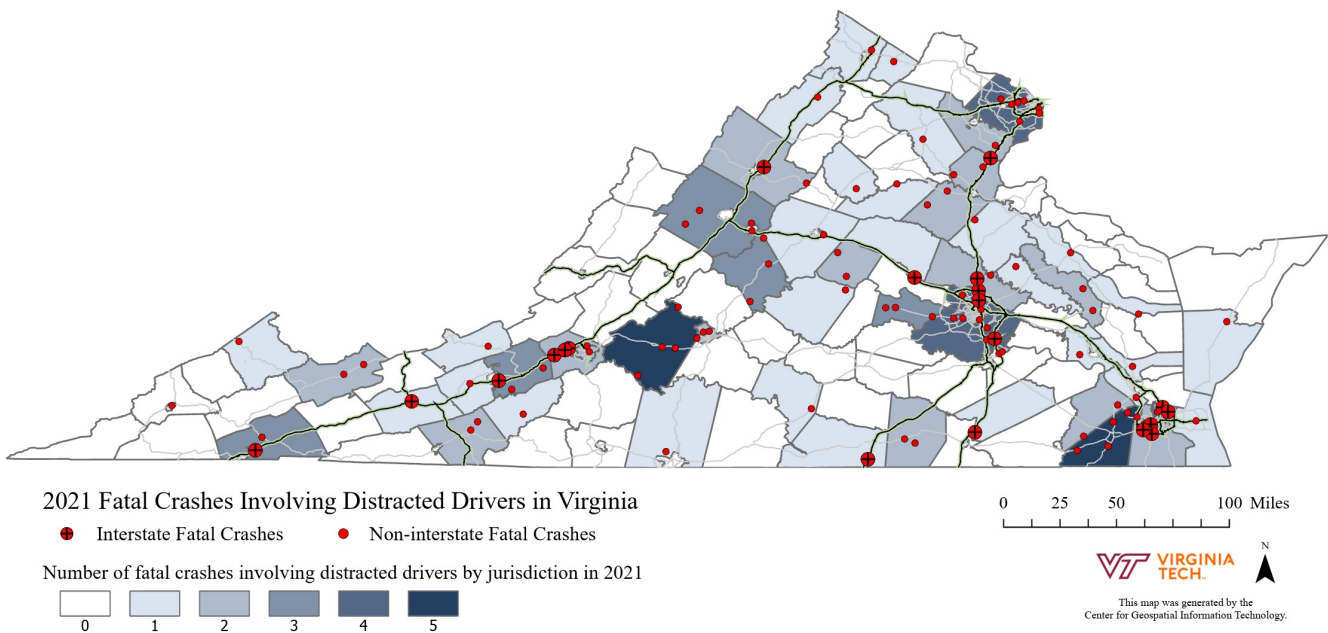 2021 Fatal Crashes Involving Distracted Drivers in Virginia
Interstate Fatal Crashes
Non-interstate Fatal Crashes
Number of fatal crashes involving distracted drivers by jurisdiction in 2021
0 1 2 3 4 5
0 25 50 100 Miles
VT VIRGINIA
TECH.
N
This map was generated by the
Center for Geospatial Information Technology.